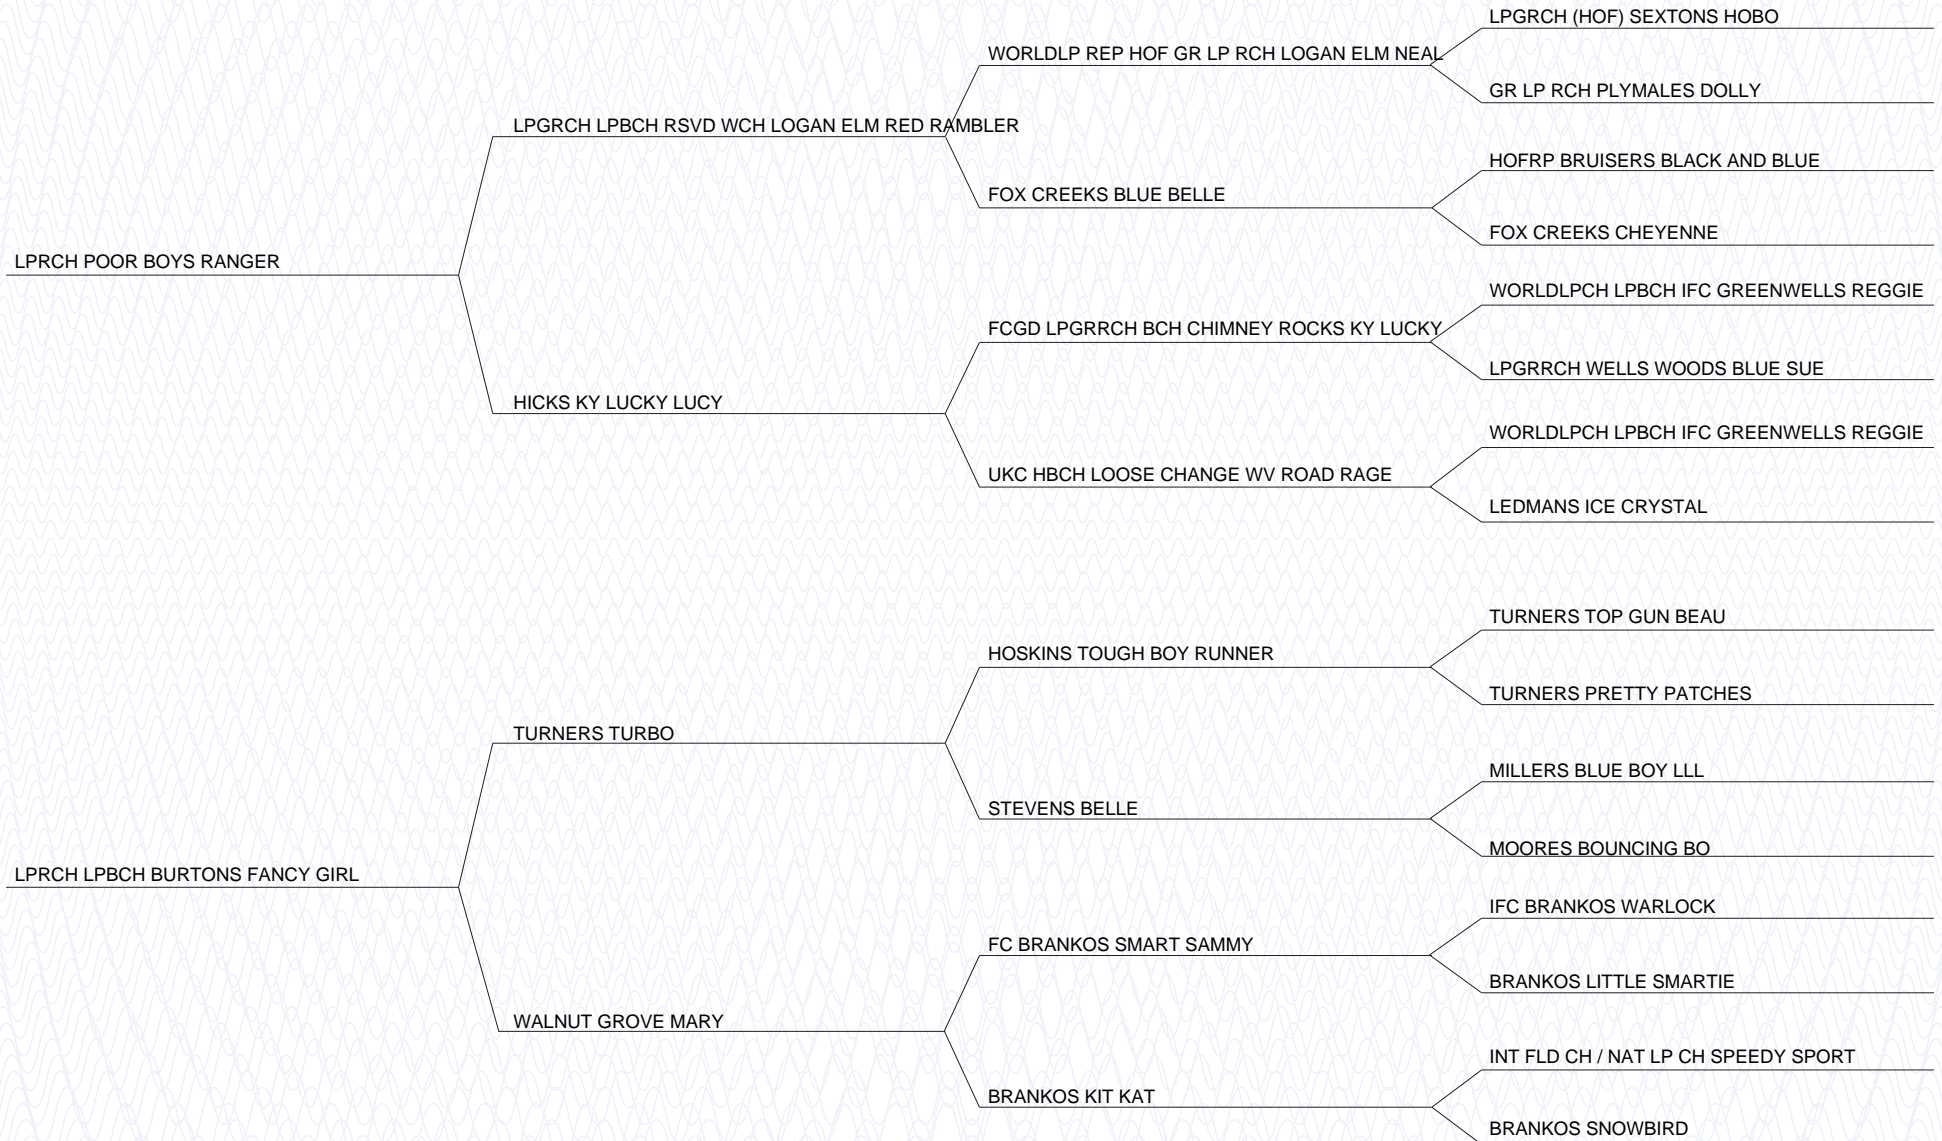 LPGRCH (HOF) SEXTONS HOBO
WORLDLP REP HOF GR LP RCH LOGAN ELM NEAL
GR LP RCH PLYMALES DOLLY
LPGRCH LPBCH RSVD WCH LOGAN ELM RED RAMBLER
HOFRP BRUISERS BLACK AND BLUE
FOX CREEKS BLUE BELLE
FOX CREEKS CHEYENNE
LPRCH POOR BOYS RANGER
WORLDLPCH LPBCH IFC GREENWELLS REGGIE
FCGD LPGRRCH BCH CHIMNEY ROCKS KY LUCKY
LPGRRCH WELLS WOODS BLUE SUE
HICKS KY LUCKY LUCY
WORLDLPCH LPBCH IFC GREENWELLS REGGIE
UKC HBCH LOOSE CHANGE WV ROAD RAGE
LEDMANS ICE CRYSTAL
TURNERS TOP GUN BEAU
HOSKINS TOUGH BOY RUNNER
TURNERS PRETTY PATCHES
TURNERS TURBO
MILLERS BLUE BOY LLL
STEVENS BELLE
MOORES BOUNCING BO
LPRCH LPBCH BURTONS FANCY GIRL
IFC BRANKOS WARLOCK
FC BRANKOS SMART SAMMY
BRANKOS LITTLE SMARTIE
WALNUT GROVE MARY
INT FLD CH / NAT LP CH SPEEDY SPORT
BRANKOS KIT KAT
BRANKOS SNOWBIRD